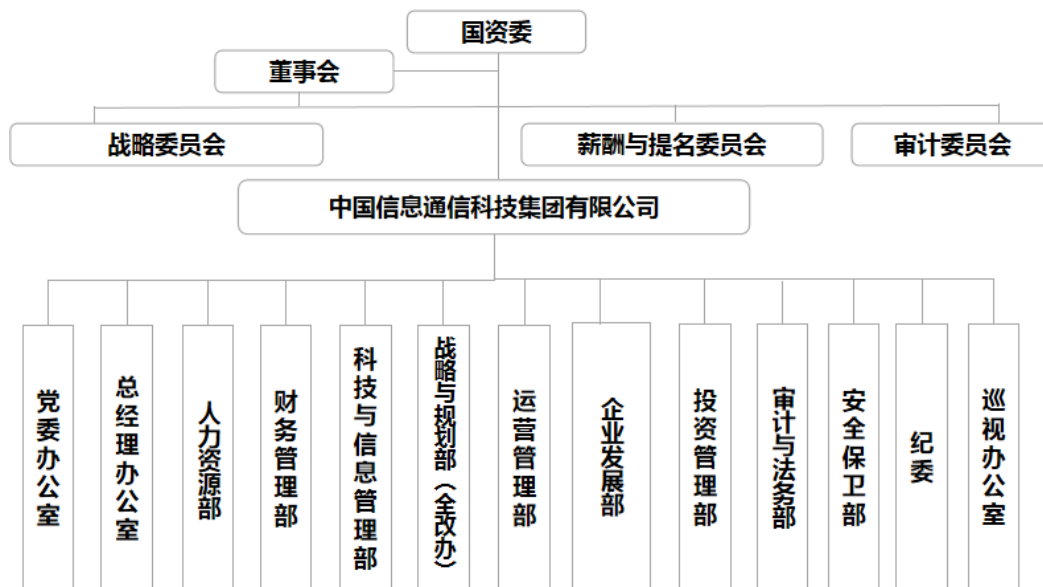 国资委
董事会
战略委员会
薪酬与提名委员会
审计委员会
中国信息通信科技集团有限公司
党委办公室
总经理办公室
人力资源部
财务管理部
科技与信息管理部
战略与规划部（全改办）
运营管理部
企业发展部
投资管理部
审计与法务部
安全保卫部
纪委
巡视办公室